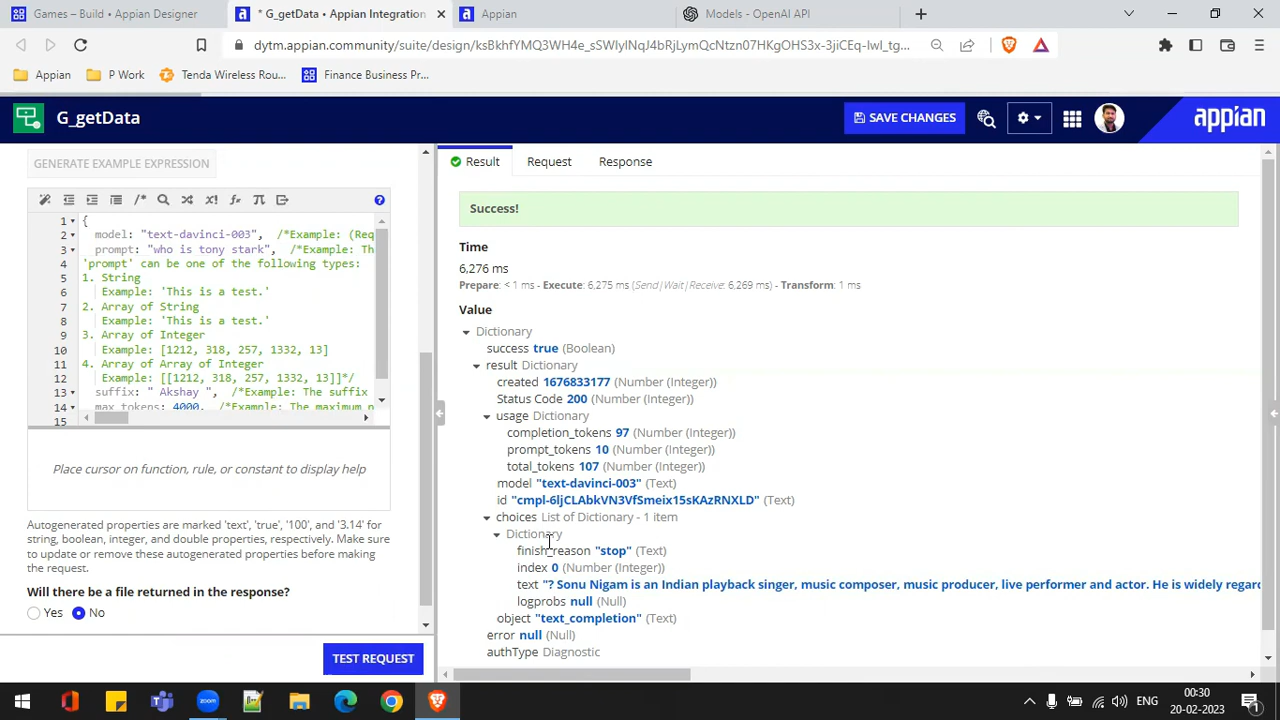 Games – Build • Appian Designer
* G_getData • Appian Integration
Appian
Models - OpenAI API
Appian
P Work
Tenda Wireless Rou...
Finance Business Pr...
G_getData
SAVE CHANGES
appian
GENERATE EXAMPLE EXPRESSION
1 {
2 model: "text-davinci-003", /*Example: (Req
3 prompt: "who is tony stark", /*Example: Th
4 'prompt' can be one of the following types:
5 1. String
6 Example: 'This is a test.'
7 2. Array of String
8 Example: 'This is a test.'
9 3. Array of Integer
10 Example: [1212, 318, 257, 1332, 13]
11 4. Array of Array of Integer
12 Example: [[1212, 318, 257, 1332, 13]]*/
13 suffix: " Akshay ", /*Example: The suffix
14 max_tokens: 4000, /*Example: The maximum n
15
Place cursor on function, rule, or constant to display help
Autogenerated properties are marked 'text', 'true', '100', and '3.14' for
string, boolean, integer, and double properties, respectively. Make sure
to update or remove these autogenerated properties before making
the request.
Will there be a file returned in the response?
Yes No
TEST REQUEST
Result Request Response
Success!
Time
6,276 ms
Prepare: < 1 ms - Execute: 6,275 ms (Send | Wait | Receive: 6,269 ms) - Transform: 1 ms
Value
Dictionary
success true (Boolean)
result Dictionary
created 1676833177 (Number (Integer))
Status Code 200 (Number (Integer))
usage Dictionary
completion_tokens 97 (Number (Integer))
prompt_tokens 10 (Number (Integer))
total_tokens 107 (Number (Integer))
model "text-davinci-003" (Text)
id "cmpl-6ljCLAbkVN3VfSmeix15sKAzRNXLD" (Text)
choices List of Dictionary - 1 item
Dictionary
finish_reason "stop" (Text)
index 0 (Number (Integer))
text "? Sonu Nigam is an Indian playback singer, music composer, music producer, live performer and actor. He is widely regard
logprobs null (Null)
object "text_completion" (Text)
error null (Null)
authType Diagnostic
zoom
ENG
00:30
20-02-2023
1